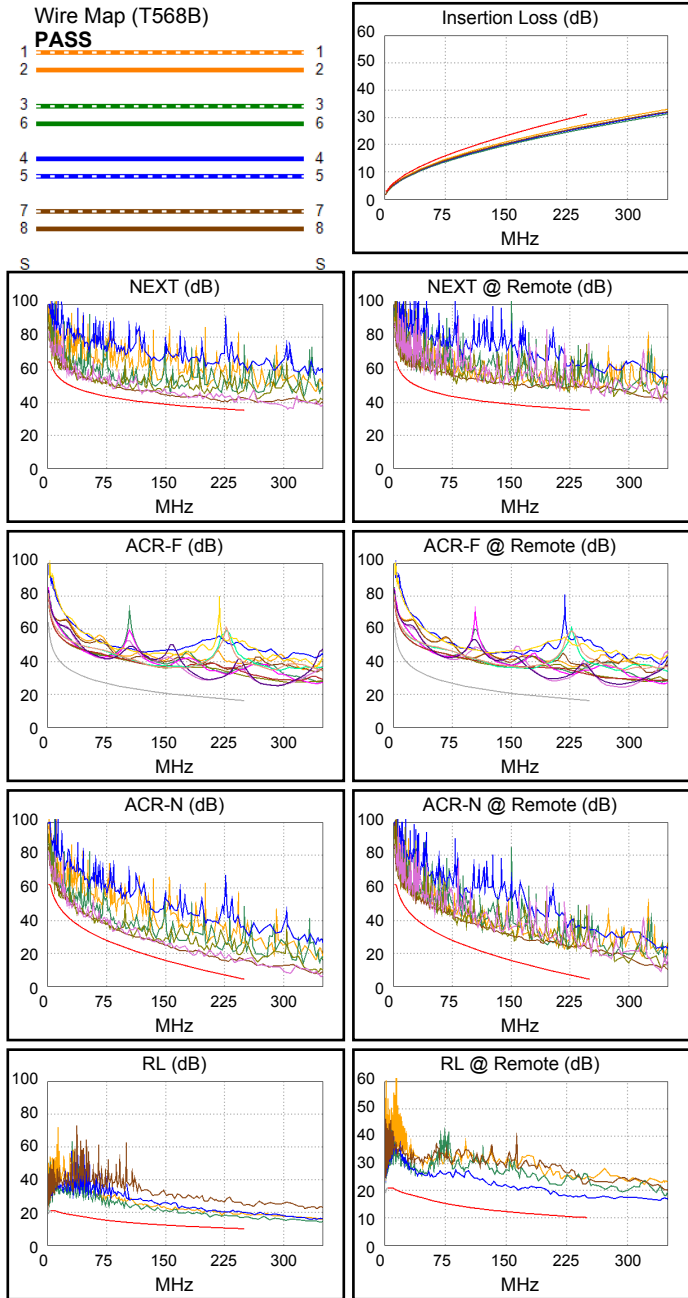 Wire Map (T568B)
PASS
1 1
2 2
3 3
6 6
4 4
5 5
7 7
8 8
S S
Insertion Loss (dB)
60
50
40
30
20
10
0
0 75 150 225 300
MHz
NEXT (dB)
100
80
60
40
20
0
0 75 150 225 300
MHz
NEXT @ Remote (dB)
100
80
60
40
20
0
0 75 150 225 300
MHz
ACR-F (dB)
100
80
60
40
20
0
0 75 150 225 300
MHz
ACR-F @ Remote (dB)
100
80
60
40
20
0
0 75 150 225 300
MHz
ACR-N (dB)
100
80
60
40
20
0
0 75 150 225 300
MHz
ACR-N @ Remote (dB)
100
80
60
40
20
0
0 75 150 225 300
MHz
RL (dB)
100
80
60
40
20
0
0 75 150 225 300
MHz
RL @ Remote (dB)
60
50
40
30
20
10
0
0 75 150 225 300
MHz